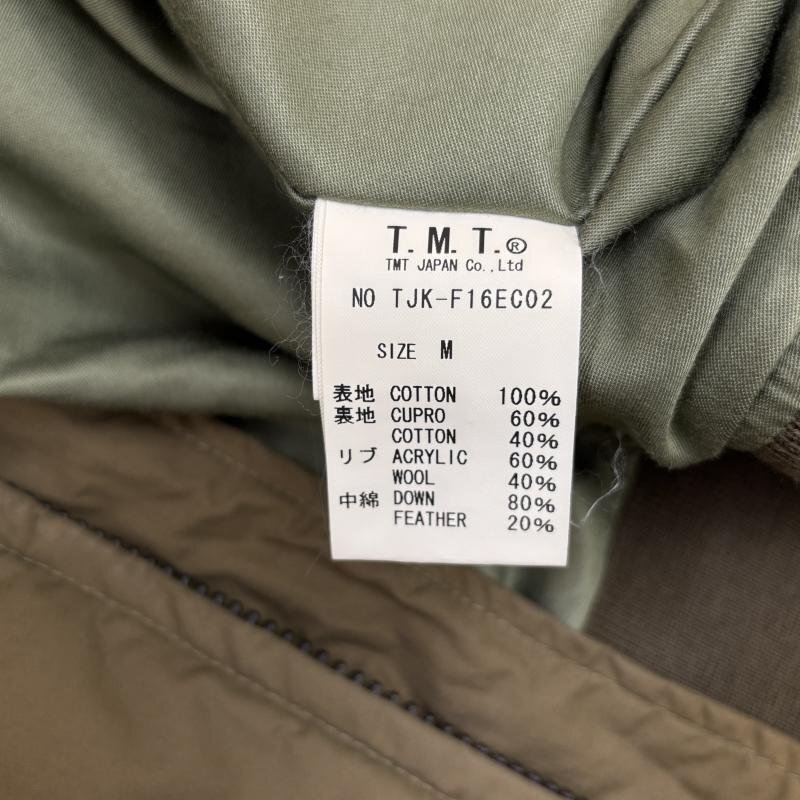 T.M.T.®
TMT JAPAN Co.,Ltd
NO TJK-F16EC02
SIZE M
表地 COTTON 100%
裏地 CUPRO 60%
COTTON 40%
リブ ACRYLIC 60%
WOOL 40%
中綿 DOWN 80%
FEATHER 20%